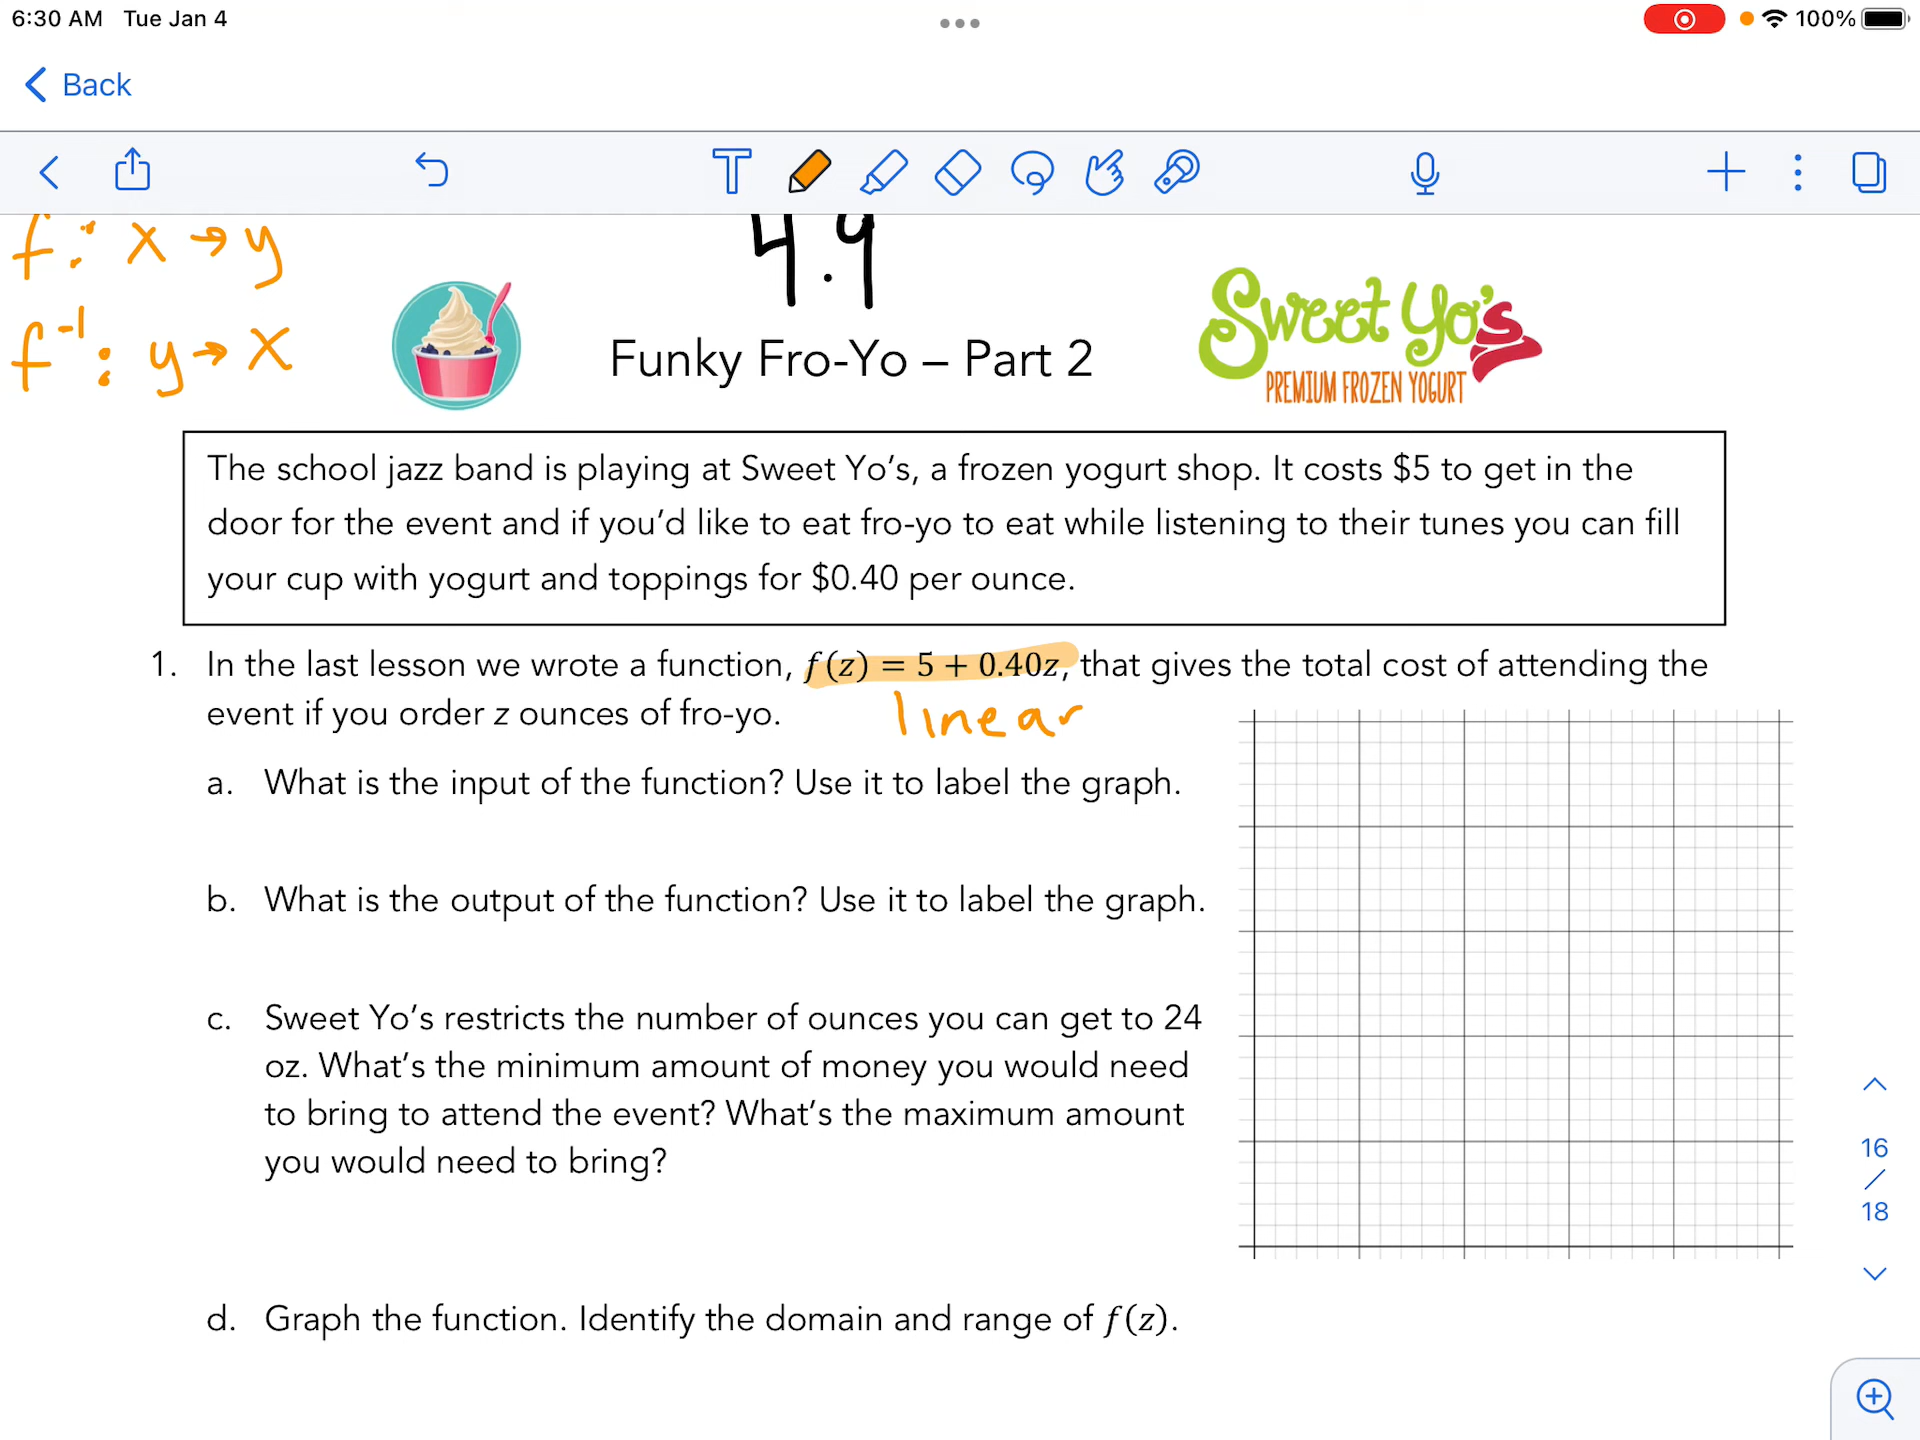 6:30 AM Tue Jan 4
100%
Back
f: x → y
4.9
f⁻¹: y → x
Funky Fro-Yo – Part 2
Sweet Yo's
PREMIUM FROZEN YOGURT
The school jazz band is playing at Sweet Yo's, a frozen yogurt shop. It costs $5 to get in the
door for the event and if you'd like to eat fro-yo to eat while listening to their tunes you can fill
your cup with yogurt and toppings for $0.40 per ounce.
1. In the last lesson we wrote a function, f(z) = 5 + 0.40z, that gives the total cost of attending the
event if you order z ounces of fro-yo.
linear
a. What is the input of the function? Use it to label the graph.
b. What is the output of the function? Use it to label the graph.
c. Sweet Yo's restricts the number of ounces you can get to 24
oz. What's the minimum amount of money you would need
to bring to attend the event? What's the maximum amount
you would need to bring?
d. Graph the function. Identify the domain and range of f(z).
16
/
18